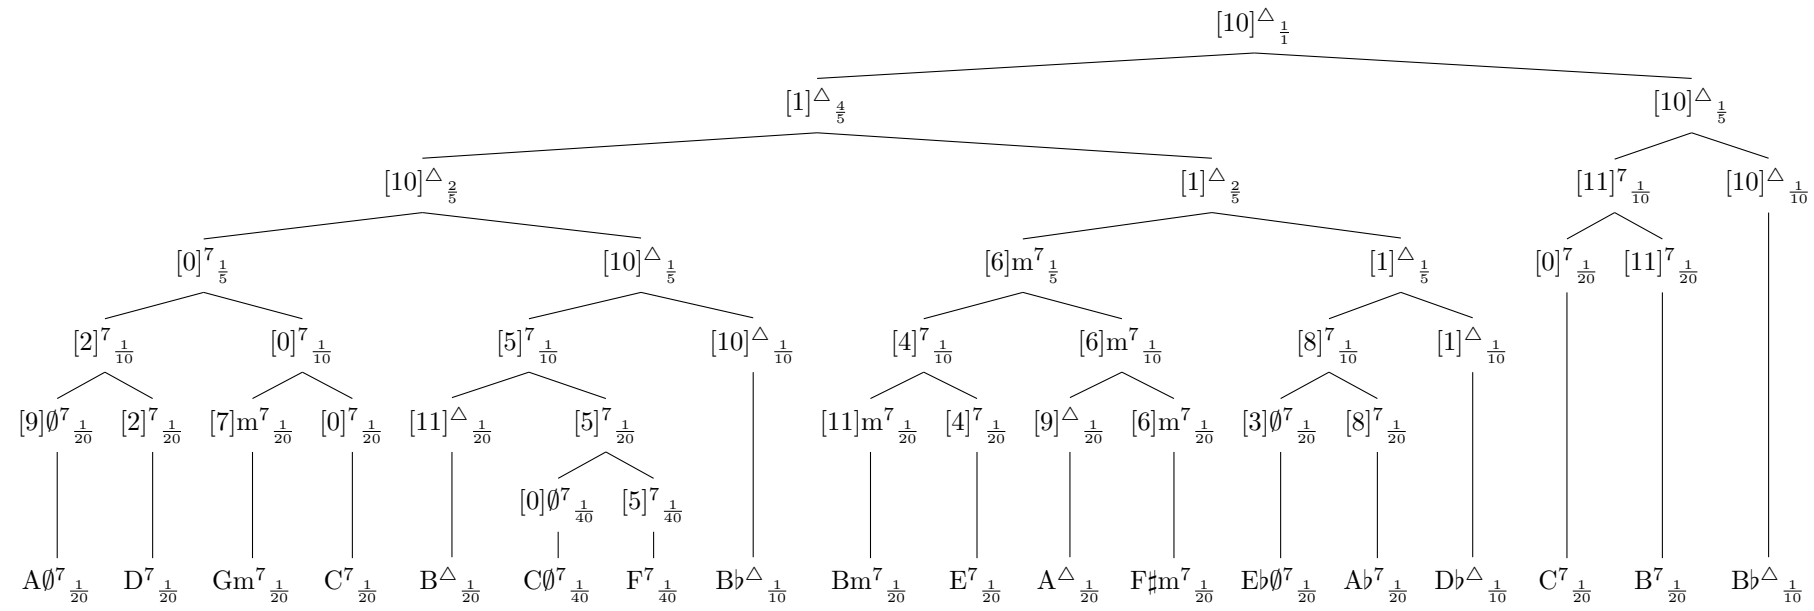 [10]△ 1/1
[1]△ 4/5 [10]△ 1/5
[10]△ 2/5 [1]△ 2/5 [11]7 1/10 [10]△ 1/10
[0]7 1/5 [10]△ 1/5 [6]m7 1/5 [1]△ 1/5 [0]7 1/20 [11]7 1/20
[2]7 1/10 [0]7 1/10 [5]7 1/10 [10]△ 1/10 [4]7 1/10 [6]m7 1/10 [8]7 1/10 [1]△ 1/10
[9]∅7 1/20 [2]7 1/20 [7]m7 1/20 [0]7 1/20 [11]△ 1/20 [5]7 1/20 [11]m7 1/20 [4]7 1/20 [9]△ 1/20 [6]m7 1/20 [3]∅7 1/20 [8]7 1/20
[0]∅7 1/40 [5]7 1/40
A∅7 1/20 D7 1/20 Gm7 1/20 C7 1/20 B△ 1/20 C∅7 1/40 F7 1/40 B♭△ 1/10 Bm7 1/20 E7 1/20 A△ 1/20 F♯m7 1/20 E♭∅7 1/20 A♭7 1/20 D♭△ 1/10 C7 1/20 B7 1/20 B♭△ 1/10